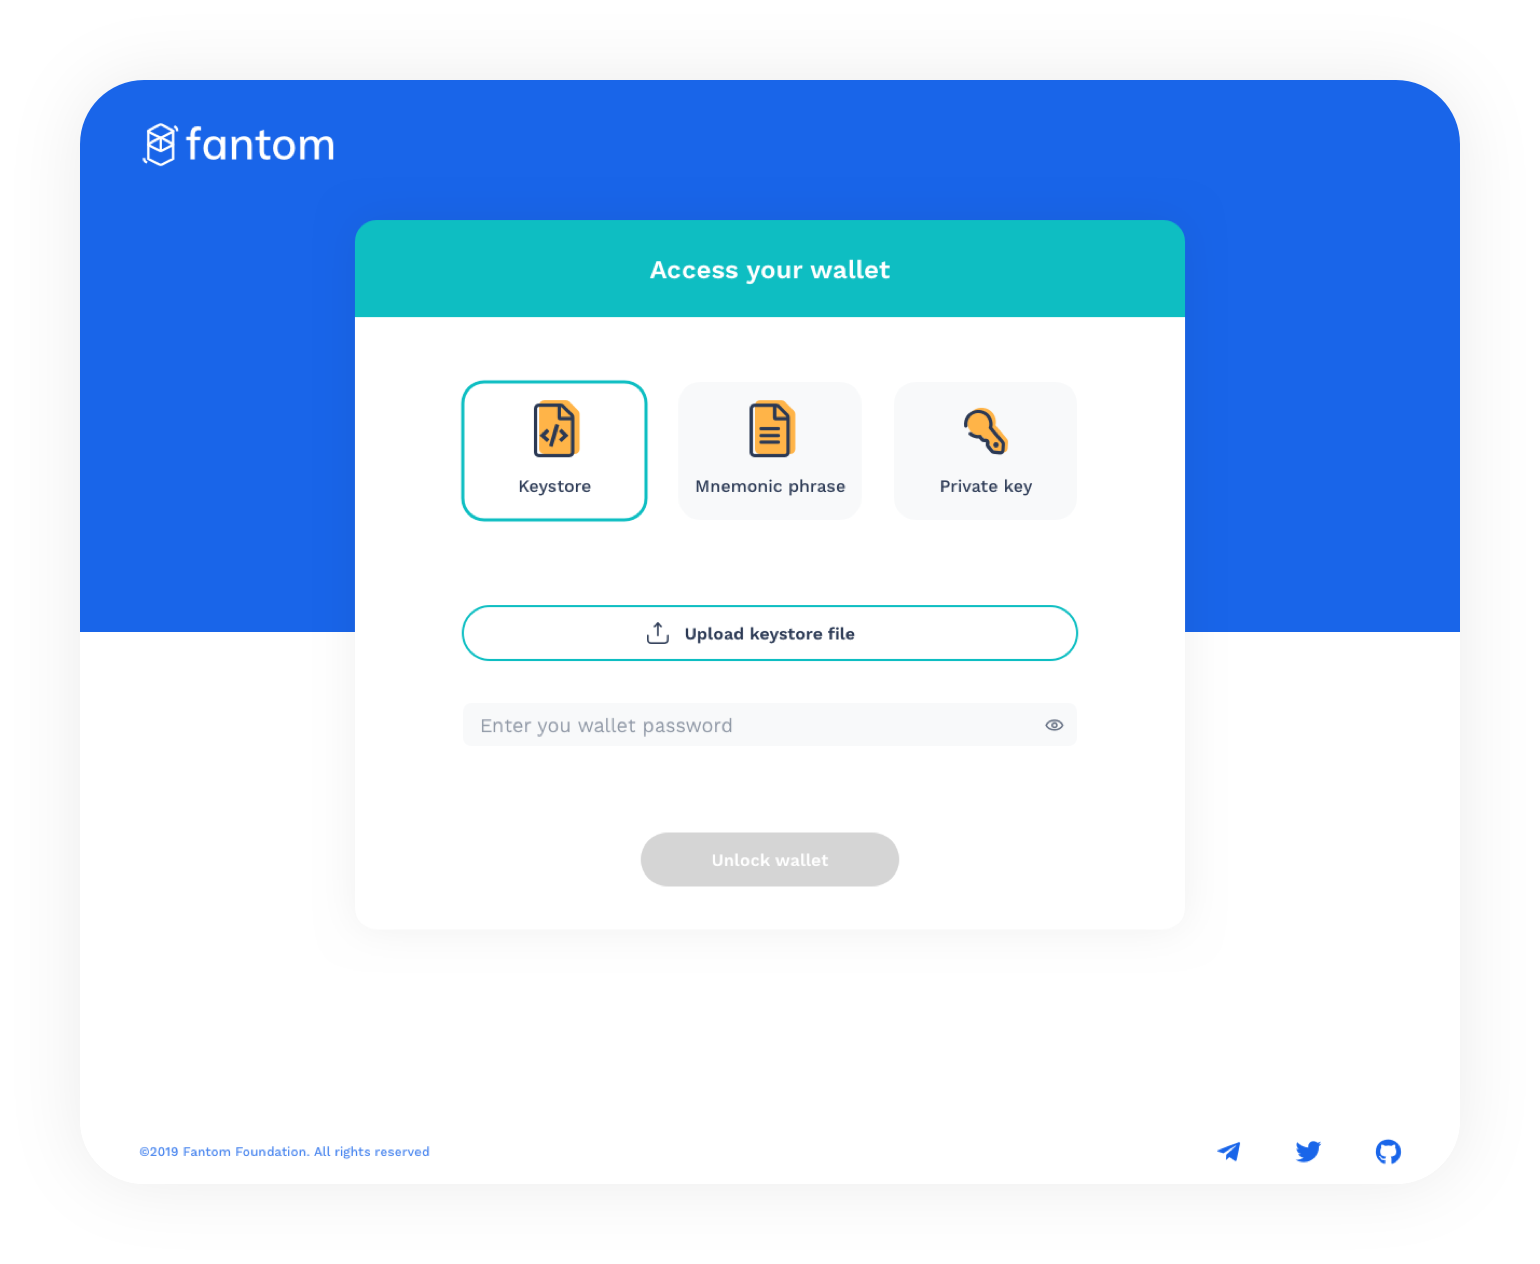 fantom
Access your wallet
Keystore
Mnemonic phrase
Private key
Upload keystore file
Enter you wallet password
Unlock wallet
©2019 Fantom Foundation. All rights reserved